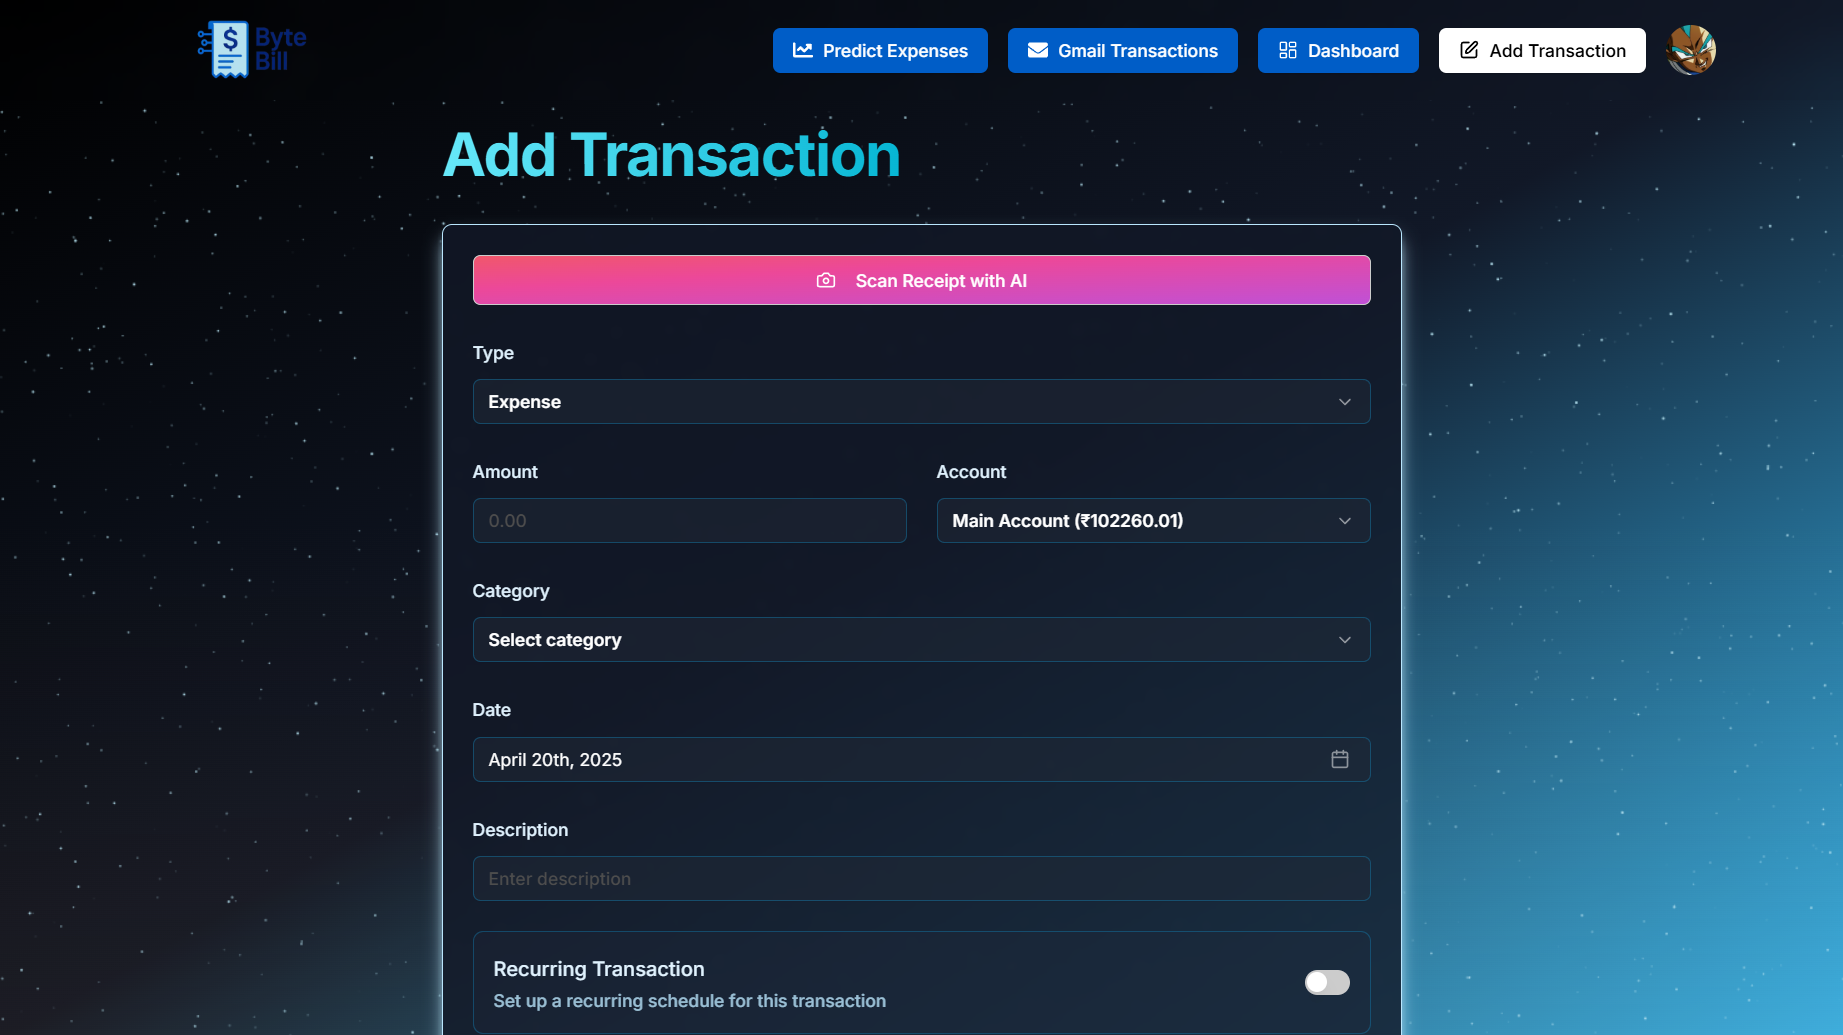 $
Byte
Bill
Predict Expenses
Gmail Transactions
Dashboard
Add Transaction
Add Transaction
Scan Receipt with AI
Type
Expense
Amount
Account
0.00
Main Account (₹102260.01)
Category
Select category
Date
April 20th, 2025
Description
Enter description
Recurring Transaction
Set up a recurring schedule for this transaction